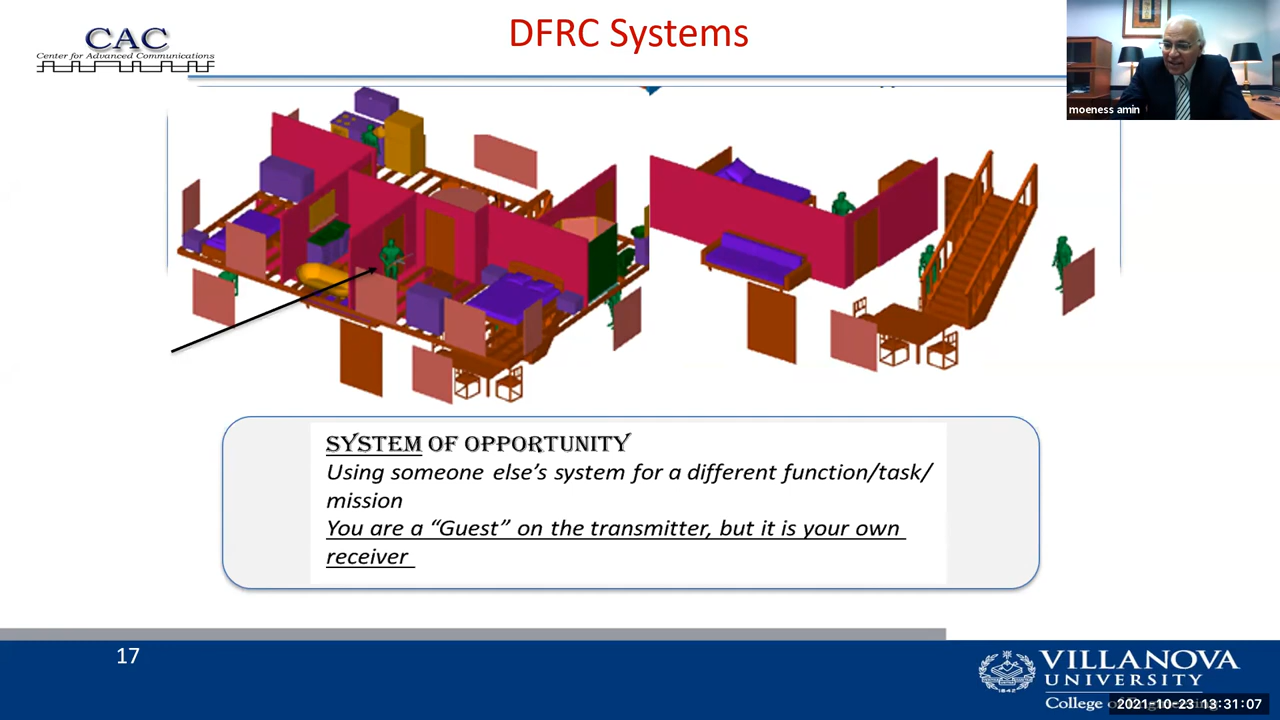 DFRC Systems
CAC
Center for Advanced Communications
moeness amin
SYSTEM OF OPPORTUNITY
Using someone else's system for a different function/task/
mission
You are a “Guest” on the transmitter, but it is your own
receiver
17
VILLANOVA
UNIVERSITY
College of
2021-10-23 13:31:07